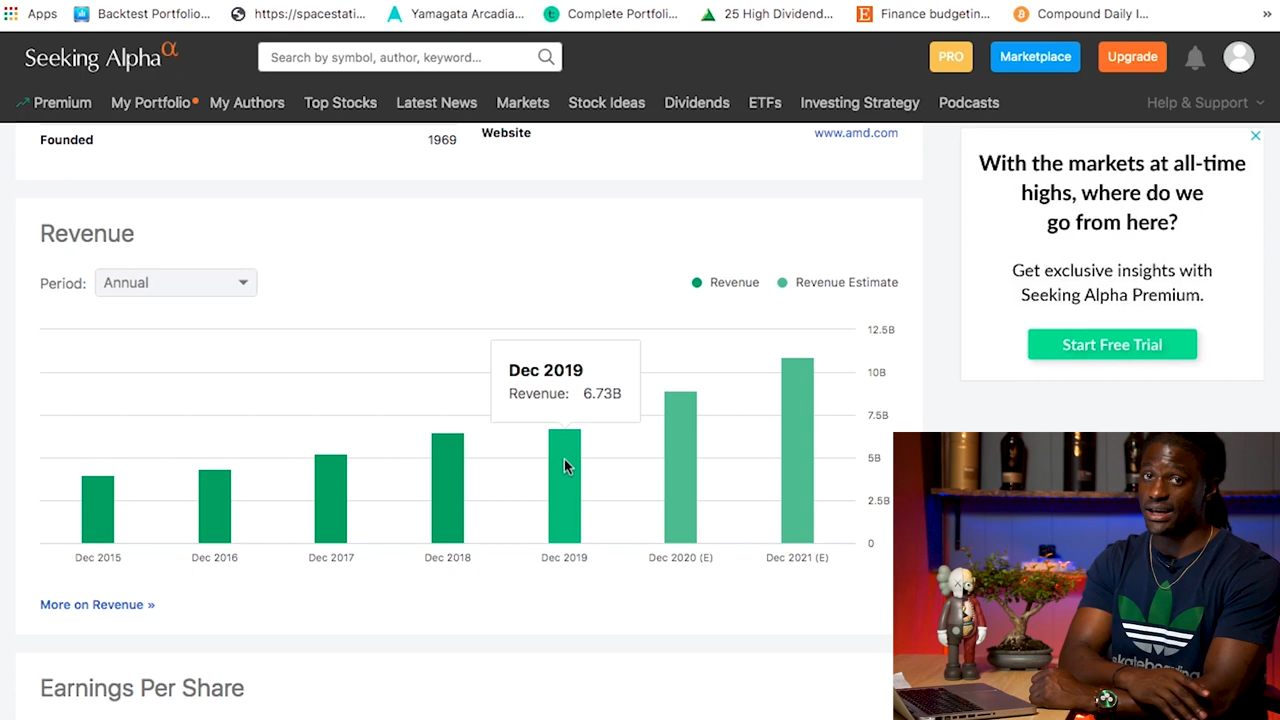 Apps
Backtest Portfolio...
https://spacestati...
Yamagata Arcadia...
Complete Portfoli...
25 High Dividend...
Finance budgetin...
Compound Daily I...
»
Seeking Alphaα
Search by symbol, author, keyword...
PRO
Marketplace
Upgrade
Premium
My Portfolio
My Authors
Top Stocks
Latest News
Markets
Stock Ideas
Dividends
ETFs
Investing Strategy
Podcasts
Help & Support
Founded
1969
Website
www.amd.com
Revenue
Period:
Annual
Revenue
Revenue Estimate
12.5B
10B
7.5B
5B
2.5B
0
Dec 2019
Revenue: 6.73B
Dec 2015
Dec 2016
Dec 2017
Dec 2018
Dec 2019
Dec 2020 (E)
Dec 2021 (E)
More on Revenue »
Earnings Per Share
With the markets at all-time
highs, where do we
go from here?
Get exclusive insights with
Seeking Alpha Premium.
Start Free Trial
skateboarding